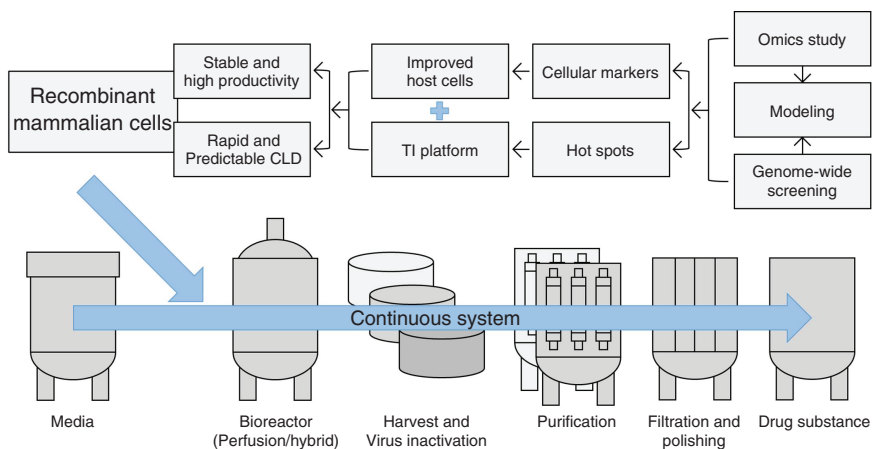 Recombinant
mammalian cells
Stable and
high productivity
Rapid and
Predictable CLD
Improved
host cells
TI platform
Cellular markers
Hot spots
Omics study
Modeling
Genome-wide
screening
Continuous system
Media
Bioreactor
(Perfusion/hybrid)
Harvest and
Virus inactivation
Purification
Filtration and
polishing
Drug substance